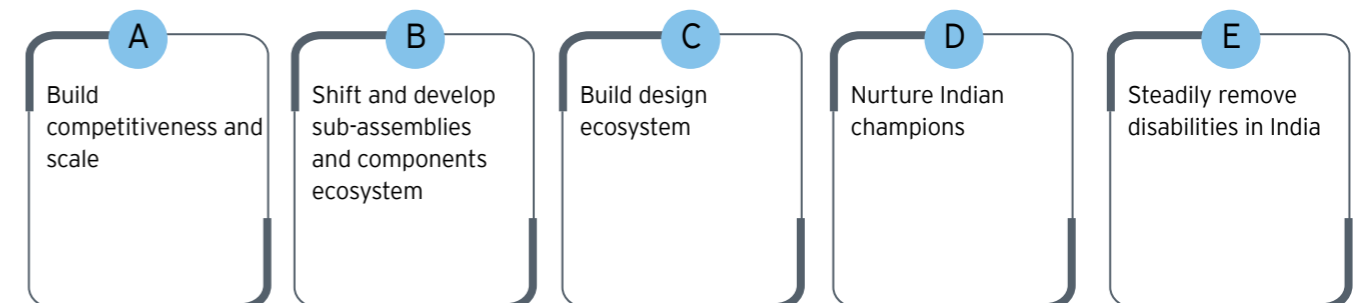 A
Build
competitiveness and
scale
B
Shift and develop
sub-assemblies
and components
ecosystem
C
Build design
ecosystem
D
Nurture Indian
champions
E
Steadily remove
disabilities in India